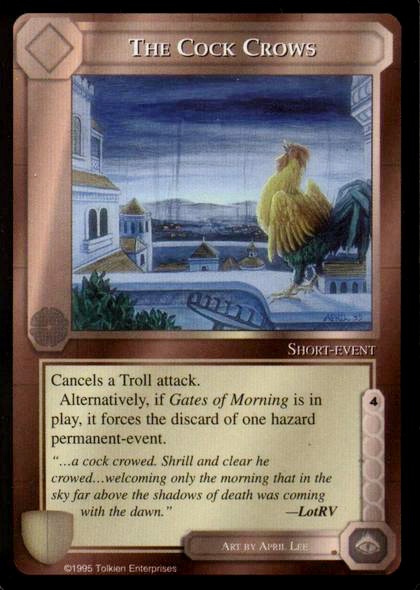 The Cock Crows
April 95
Short-event
Cancels a Troll attack.
Alternatively, if Gates of Morning is in
play, it forces the discard of one hazard
permanent-event.
4
“…a cock crowed. Shrill and clear he
crowed…welcoming only the morning that in the
sky far above the shadows of death was coming
with the dawn.” —LotRV
Art by April Lee
©1995 Tolkien Enterprises